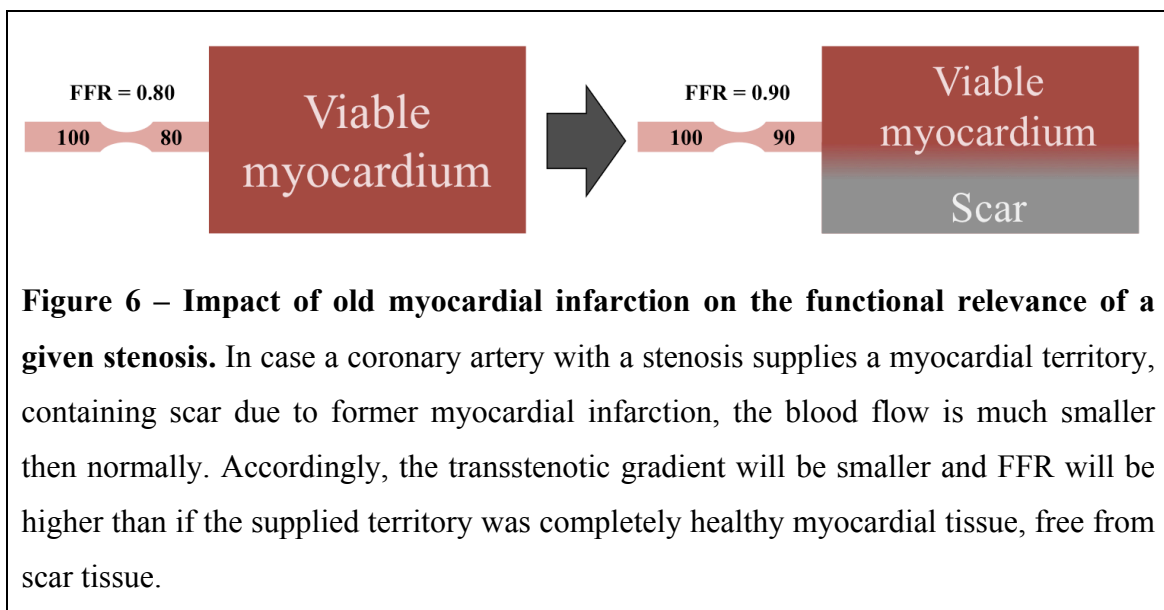 FFR = 0.80
100
80
Viable
myocardium
FFR = 0.90
100
90
Viable
myocardium
Scar
Figure 6 – Impact of old myocardial infarction on the functional relevance of a
given stenosis. In case a coronary artery with a stenosis supplies a myocardial territory,
containing scar due to former myocardial infarction, the blood flow is much smaller
then normally. Accordingly, the transstenotic gradient will be smaller and FFR will be
higher than if the supplied territory was completely healthy myocardial tissue, free from
scar tissue.